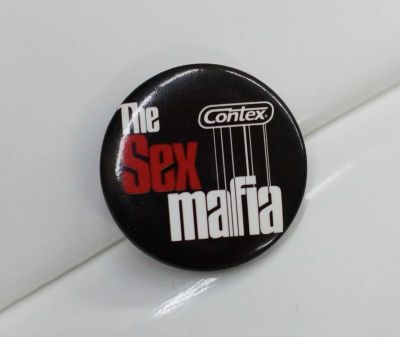 The
Contex®
Sex
mafia